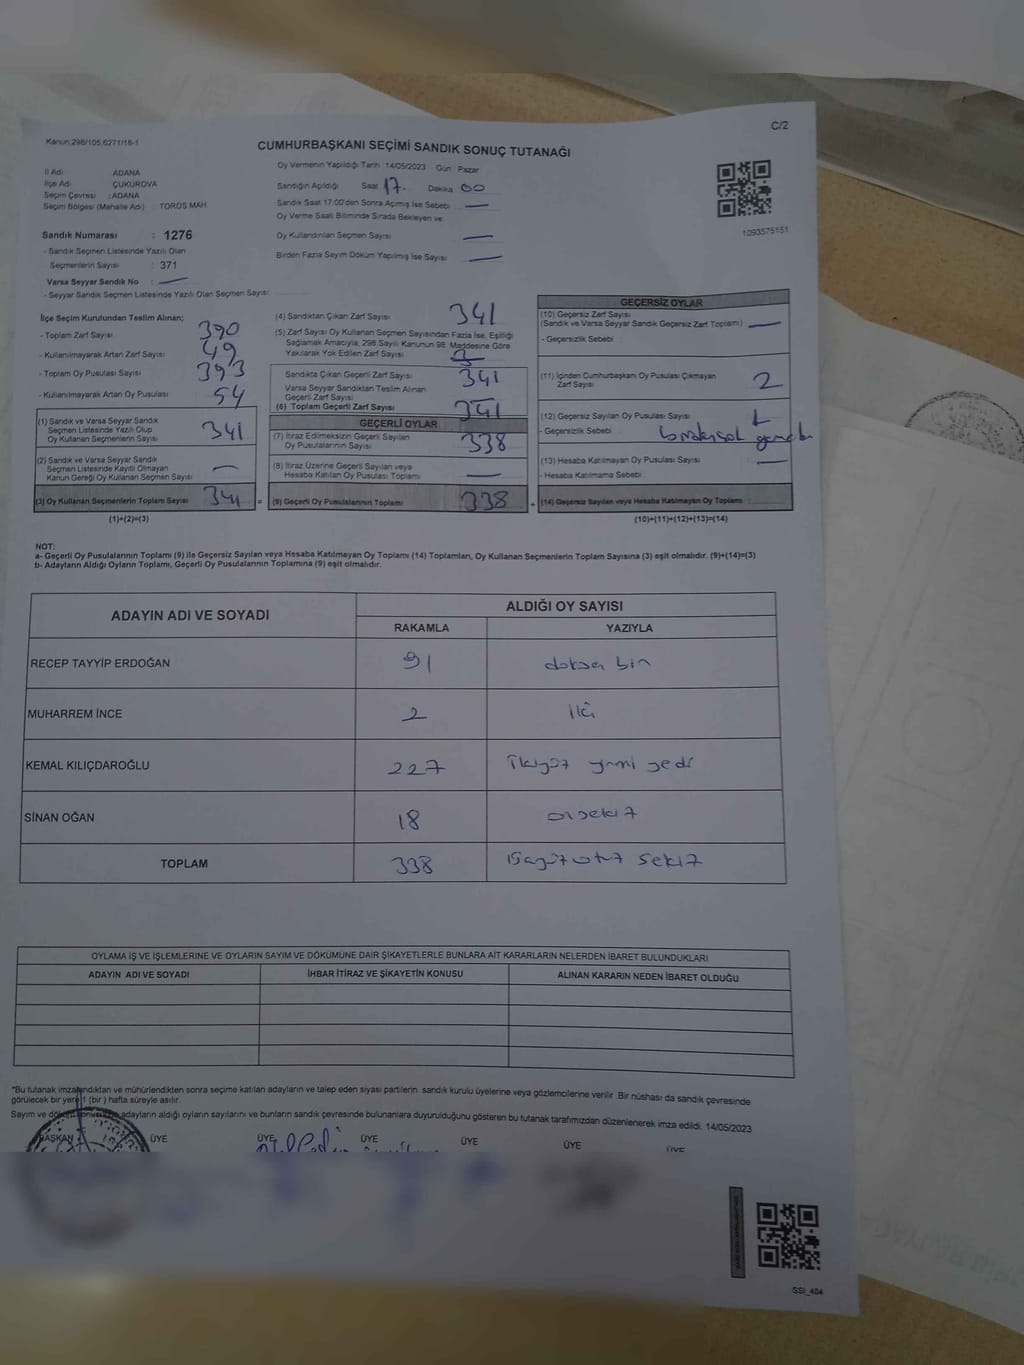 C/2
Kanun:298/105,6271/18-1
CUMHURBAŞKANI SEÇİMİ SANDIK SONUÇ TUTANAĞI
İl Adı ADANA
İlçe Adı ÇUKUROVA
Seçim Çevresi : ADANA
Seçim Bölgesi (Mahalle Adı) : TOROS MAH
Sandık Numarası : 1276
- Sandık Seçmen Listesinde Yazılı Olan
Seçmenlerin Sayısı : 371
Varsa Seyyar Sandık No : —
- Seyyar Sandık Seçmen Listesinde Yazılı Olan Seçmen Sayısı:
Oy Vermenin Yapıldığı Tarih : 14/05/2023 Gün : Pazar
Sandığın Açıldığı Saat 17. Dakika 00
Sandık Saat 17:00'den Sonra Açımış İse Sebebi —
Oy Verme Saati Bitiminde Sırada Bekleyen ve
Oy Kullandırılan Seçmen Sayısı —
Birden Fazla Sayım Döküm Yapılmış İse Sayısı —
1093575151
İlçe Seçim Kurulundan Teslim Alınan;
- Toplam Zarf Sayısı 390
- Kullanılmayarak Artan Zarf Sayısı 49
- Toplam Oy Pusulası Sayısı 393
- Kullanılmayarak Artan Oy Pusulası 54
(1) Sandık ve Varsa Seyyar Sandık
Seçmen Listesinde Yazılı Olup
Oy Kullanan Seçmenlerin Sayısı 341
(2) Sandık ve Varsa Seyyar Sandık
Seçmen Listesinde Kayıtlı Olmayan
Kanun Gereği Oy Kullanan Seçmen Sayısı —
(3) Oy Kullanan Seçmenlerin Toplam Sayısı 341 =
(1)+(2)=(3)
(4) Sandıktan Çıkan Zarf Sayısı 341
(5) Zarf Sayısı Oy Kullanan Seçmen Sayısından Fazla İse, Eşitliği
Sağlamak Amacıyla; 298 Sayılı Kanunun 98. Maddesine Göre
Yakılarak Yok Edilen Zarf Sayısı
Sandıkta Çıkan Geçerli Zarf Sayısı 341
Varsa Seyyar Sandıktan Teslim Alınan
Geçerli Zarf Sayısı —
(6) Toplam Geçerli Zarf Sayısı 341
GEÇERLİ OYLAR
(7) İtiraz Edilmeksizin Geçerli Sayılan
Oy Pusulalarının Sayısı 338
(8) İtiraz Üzerine Geçerli Sayılan veya
Hesaba Katılan Oy Pusulası Toplamı —
(9) Geçerli Oy Pusulalarının Toplamı 338 +
GEÇERSİZ OYLAR
(10) Geçersiz Zarf Sayısı
(Sandık ve Varsa Seyyar Sandık Geçersiz Zarf Toplamı) —
- Geçersizlik Sebebi
(11) İçinden Cumhurbaşkanı Oy Pusulası Çıkmayan
Zarf Sayısı 2
(12) Geçersiz Sayılan Oy Pusulası Sayısı 1
- Geçersizlik Sebebi
(13) Hesaba Katılmayan Oy Pusulası Sayısı —
- Hesaba Katılmama Sebebi
(14) Geçersiz Sayılan veya Hesaba Katılmayan Oy Toplamı :
(10)+(11)+(12)+(13)=(14)
NOT:
a- Geçerli Oy Pusulalarının Toplamı (9) ile Geçersiz Sayılan veya Hesaba Katılmayan Oy Toplamı (14) Toplamları, Oy Kullanan Seçmenlerin Toplam Sayısına (3) eşit olmalıdır. (9)+(14)=(3)
b- Adayların Aldığı Oyların Toplamı, Geçerli Oy Pusulalarının Toplamına (9) eşit olmalıdır.
ADAYIN ADI VE SOYADI ALDIĞI OY SAYISI
RAKAMLA YAZIYLA
RECEP TAYYİP ERDOĞAN 91 doksan bir
MUHARREM İNCE 2 iki
KEMAL KILIÇDAROĞLU 227 ikiyüz yirmi yedi
SİNAN OĞAN 18 onsekiz
TOPLAM 338 üçyüz otuz sekiz
OYLAMA İŞ VE İŞLEMLERİNE VE OYLARIN SAYIM VE DÖKÜMÜNE DAİR ŞİKAYETLERLE BUNLARA AİT KARARLARIN NELERDEN İBARET BULUNDUKLARI
ADAYIN ADI VE SOYADI İHBAR İTİRAZ VE ŞİKAYETİN KONUSU ALINAN KARARIN NEDEN İBARET OLDUĞU
*Bu tutanak imzalandıktan ve mühürlendikten sonra seçime katılan adayların ve talep eden siyasi partilerin sandık kurulu üyelerine veya gözlemcilerine verilir. Bir nüshası da sandık çevresinde
görülecek bir yere 1 (bir) hafta süreyle asılır.
Sayım ve döküm sonunda adayların aldığı oyların sayılarını ve bunların sandık çevresinde bulunanlara duyurulduğunu gösteren bu tutanak tarafımızdan düzenlenerek imza edildi. 14/05/2023
BAŞKAN ÜYE ÜYE ÜYE ÜYE ÜYE ÜYE
SSI_404